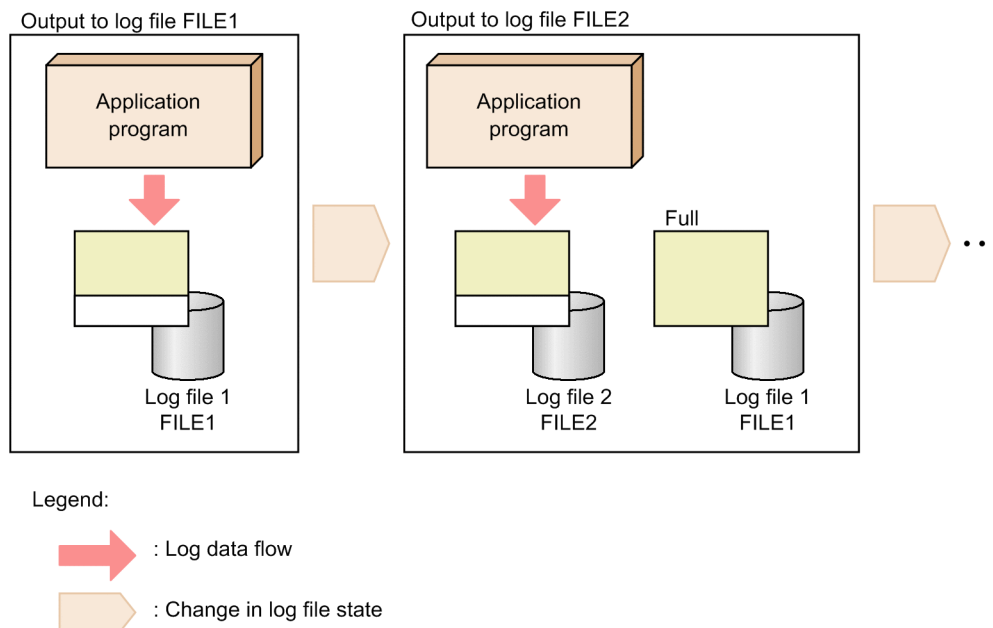 Output to log file FILE1
Application
program
Log file 1
FILE1
Output to log file FILE2
Application
program
Full
Log file 2
FILE2
Log file 1
FILE1
Legend:
: Log data flow
: Change in log file state